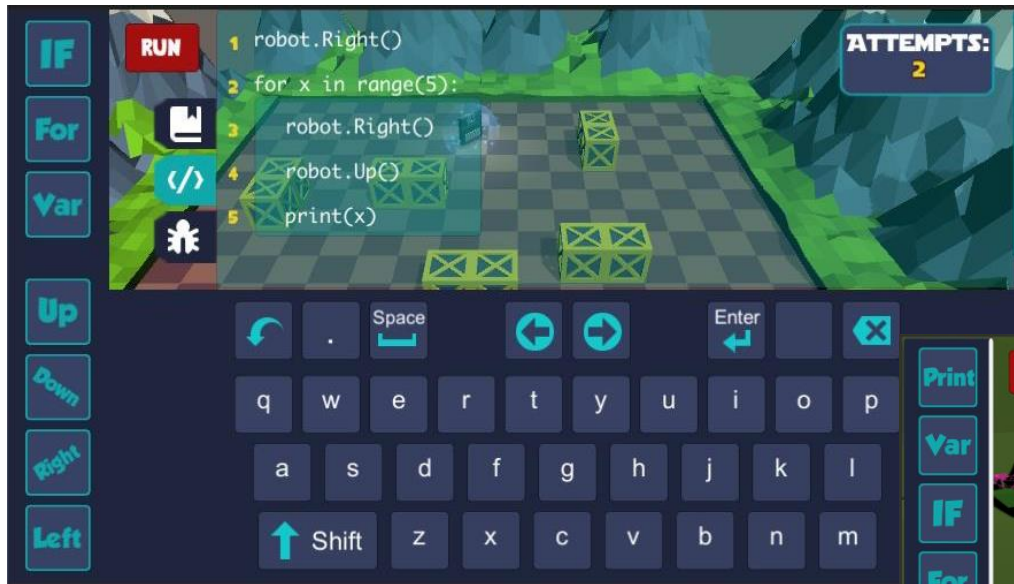 IF
For
Var
Up
Down
Right
Left
RUN
1 robot.Right()
2 for x in range(5):
3 robot.Right()
4 robot.Up()
5 print(x)
</>
ATTEMPTS:
2
. Space Enter
q w e r t y u i o p
a s d f g h j k l
Shift z x c v b n m
Print
Var
IF
For